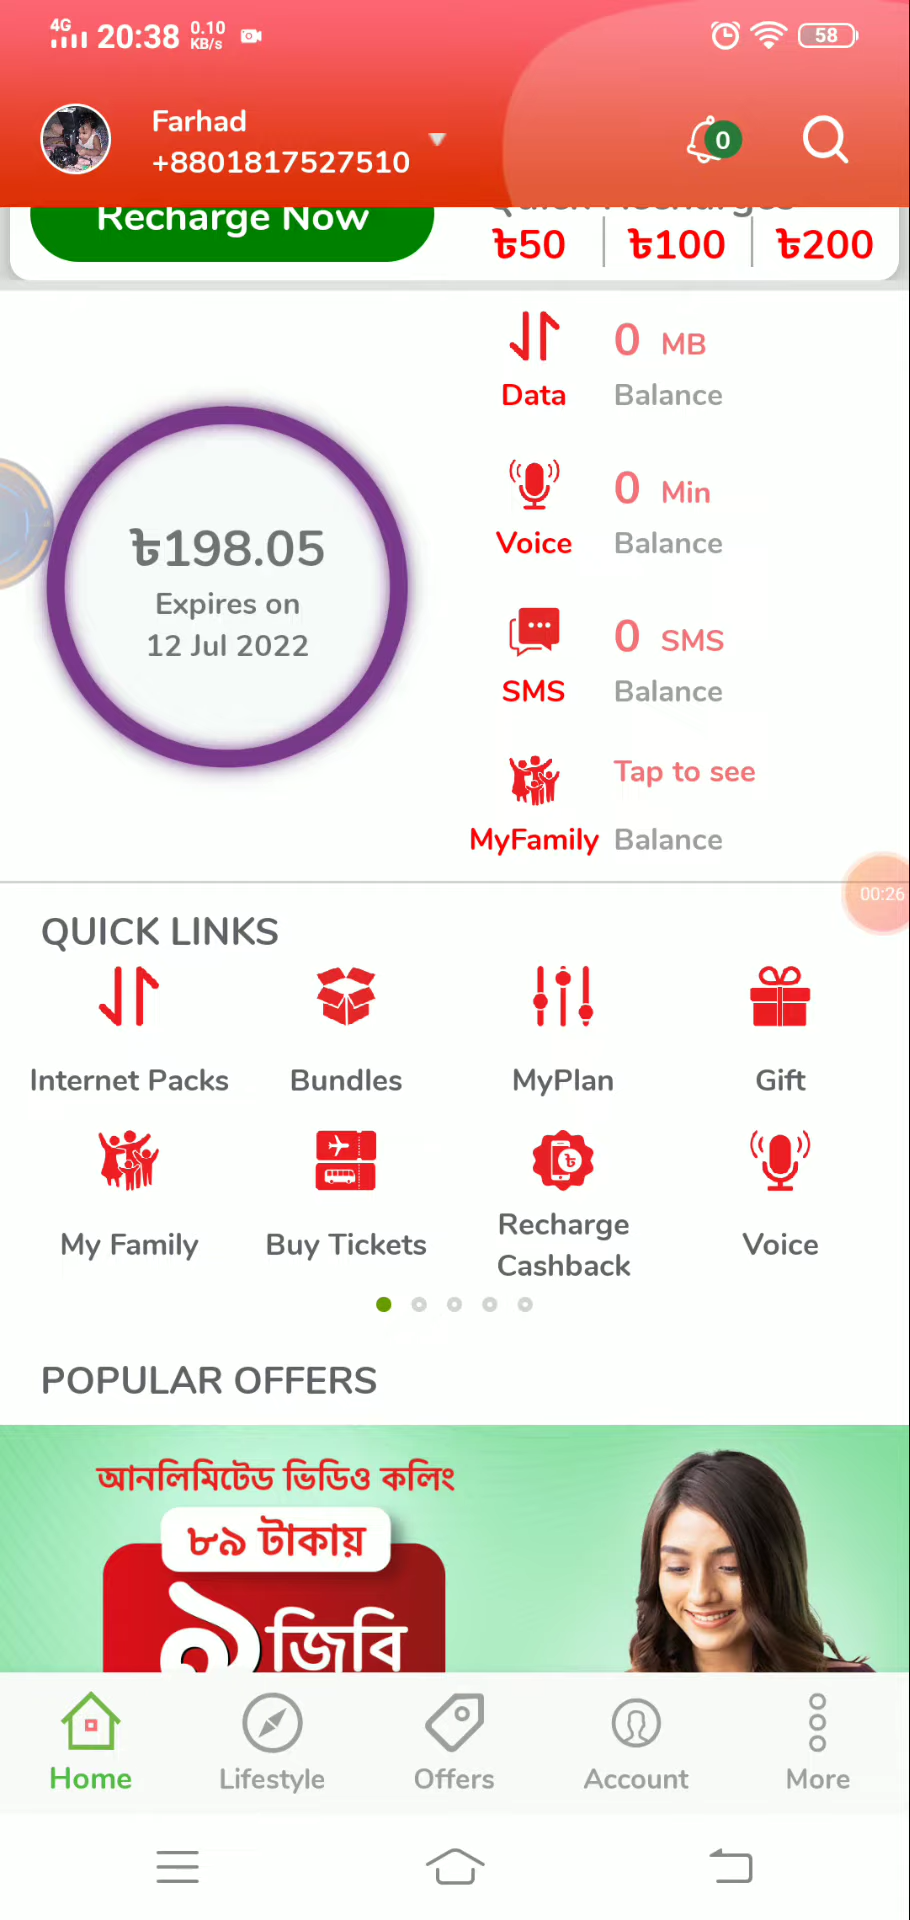 4G 20:38 0.10 KB/s 58
Farhad
+8801817527510
0
Recharge Now
Quick Recharges
৳50 ৳100 ৳200
0 MB
Data Balance
0 Min
Voice Balance
0 SMS
SMS Balance
Tap to see
MyFamily Balance
৳198.05
Expires on
12 Jul 2022
00:26
QUICK LINKS
Internet Packs Bundles MyPlan Gift
My Family Buy Tickets Recharge Cashback Voice
POPULAR OFFERS
আনলিমিটেড ভিডিও কলিং
৮৯ টাকায়
৯জিবি
Home Lifestyle Offers Account More